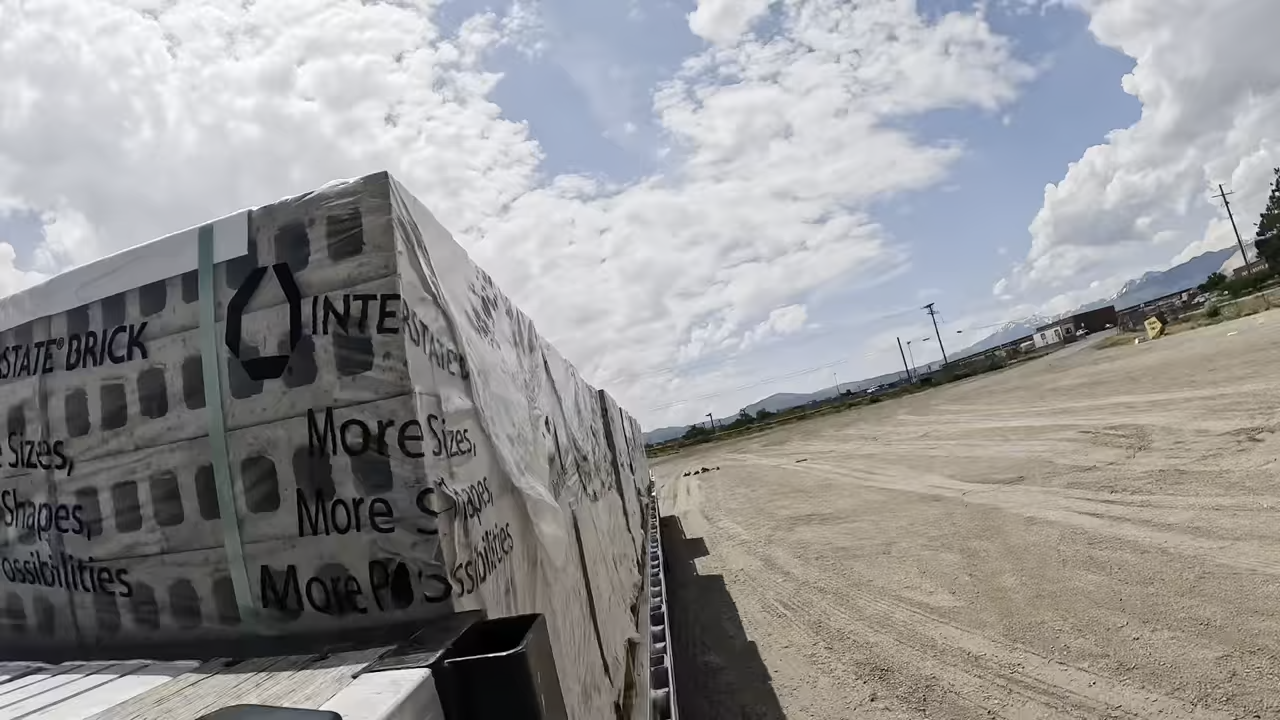 STATE® BRICK
Sizes,
Shapes,
ossibilities
INTERSTATE®
More Sizes,
More Shapes,
More Possibilities